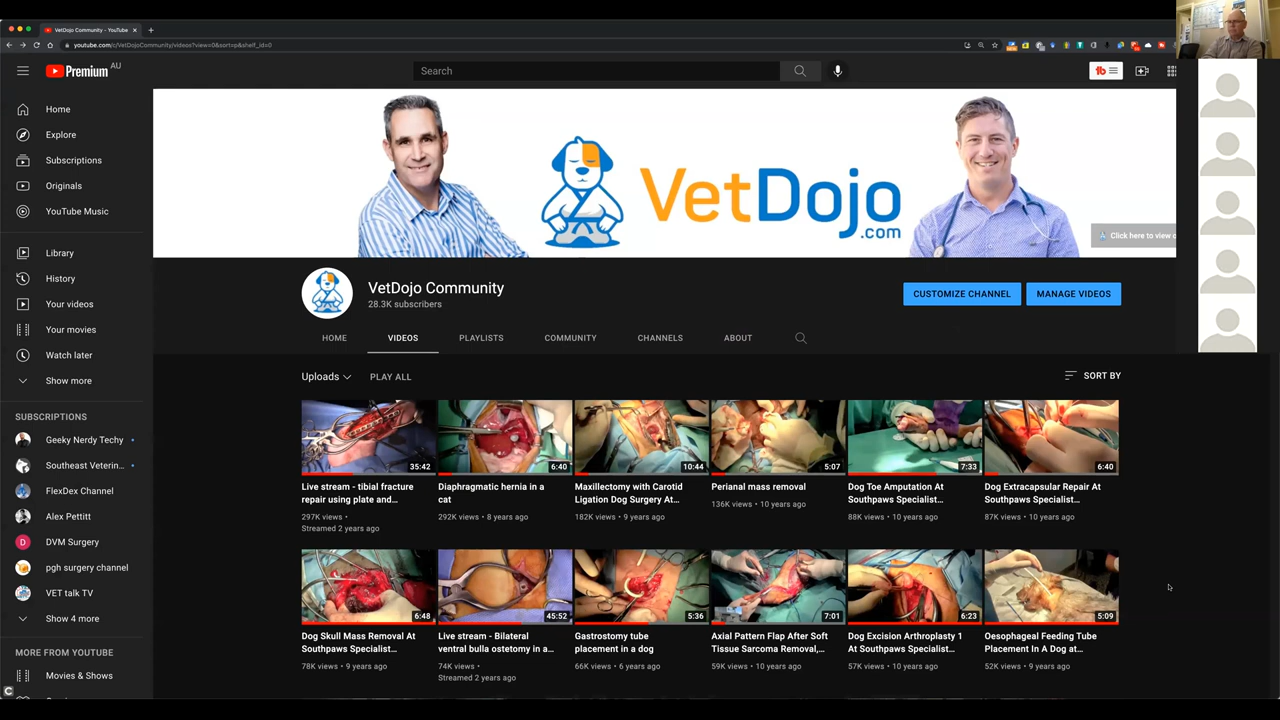 VetDojo Community - YouTube
youtube.com/c/VetDojoCommunity/videos?view=0&sort=p&shelf_id=0
Premium AU
Search
Home
Explore
Subscriptions
Originals
YouTube Music
Library
History
Your videos
Your movies
Watch later
Show more
SUBSCRIPTIONS
Geeky Nerdy Techy
Southeast Veterin...
FlexDex Channel
Alex Pettitt
DVM Surgery
pgh surgery channel
VET talk TV
Show 4 more
MORE FROM YOUTUBE
Movies & Shows
VetDojo
.com
Click here to view
VetDojo Community
28.3K subscribers
CUSTOMIZE CHANNEL
MANAGE VIDEOS
HOME
VIDEOS
PLAYLISTS
COMMUNITY
CHANNELS
ABOUT
Uploads
PLAY ALL
SORT BY
35:42
Live stream - tibial fracture
repair using plate and...
297K views •
Streamed 2 years ago
6:40
Diaphragmatic hernia in a
cat
292K views • 8 years ago
10:44
Maxillectomy with Carotid
Ligation Dog Surgery At...
182K views • 9 years ago
5:07
Perianal mass removal
136K views • 10 years ago
7:33
Dog Toe Amputation At
Southpaws Specialist...
88K views • 10 years ago
6:40
Dog Extracapsular Repair At
Southpaws Specialist...
87K views • 10 years ago
6:48
Dog Skull Mass Removal At
Southpaws Specialist...
78K views • 9 years ago
45:52
Live stream - Bilateral
ventral bulla ostetomy in a...
74K views •
Streamed 2 years ago
5:36
Gastrostomy tube
placement in a dog
66K views • 6 years ago
7:01
Axial Pattern Flap After Soft
Tissue Sarcoma Removal,...
59K views • 10 years ago
6:23
Dog Excision Arthroplasty 1
At Southpaws Specialist...
57K views • 10 years ago
5:09
Oesophageal Feeding Tube
Placement In A Dog at...
52K views • 9 years ago